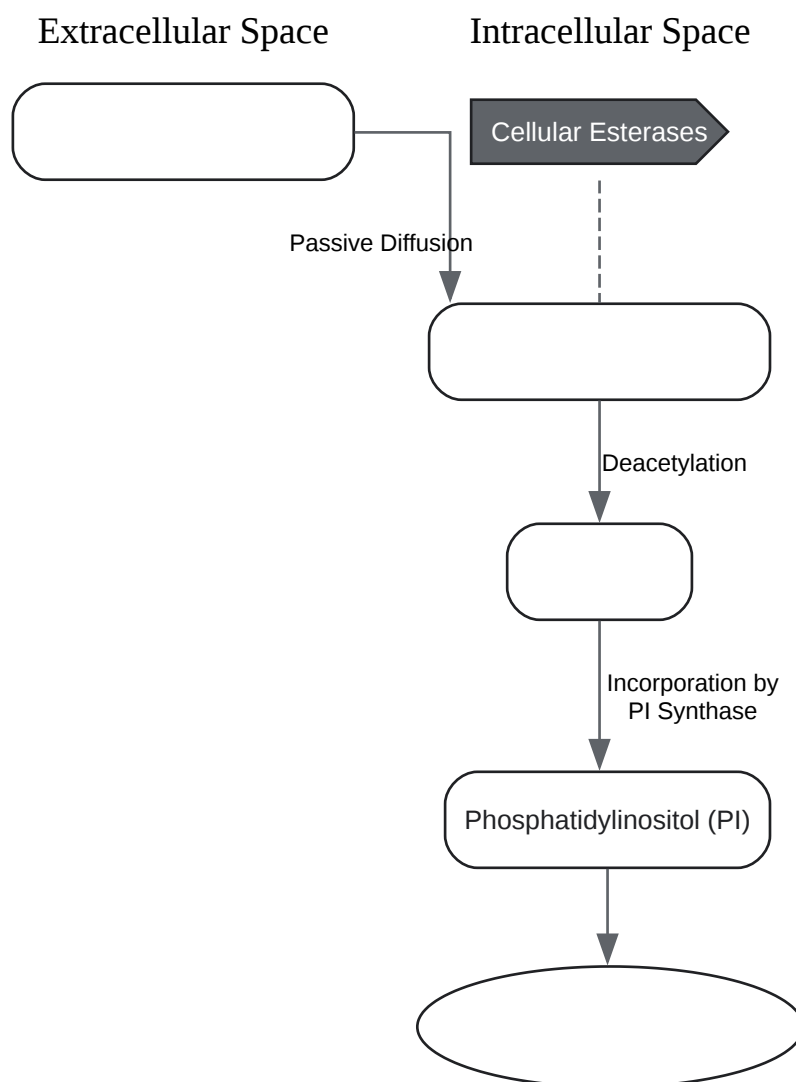 Extracellular Space
Intracellular Space
Cellular Esterases
Passive Diffusion
Deacetylation
Incorporation by
PI Synthase
Phosphatidylinositol (PI)